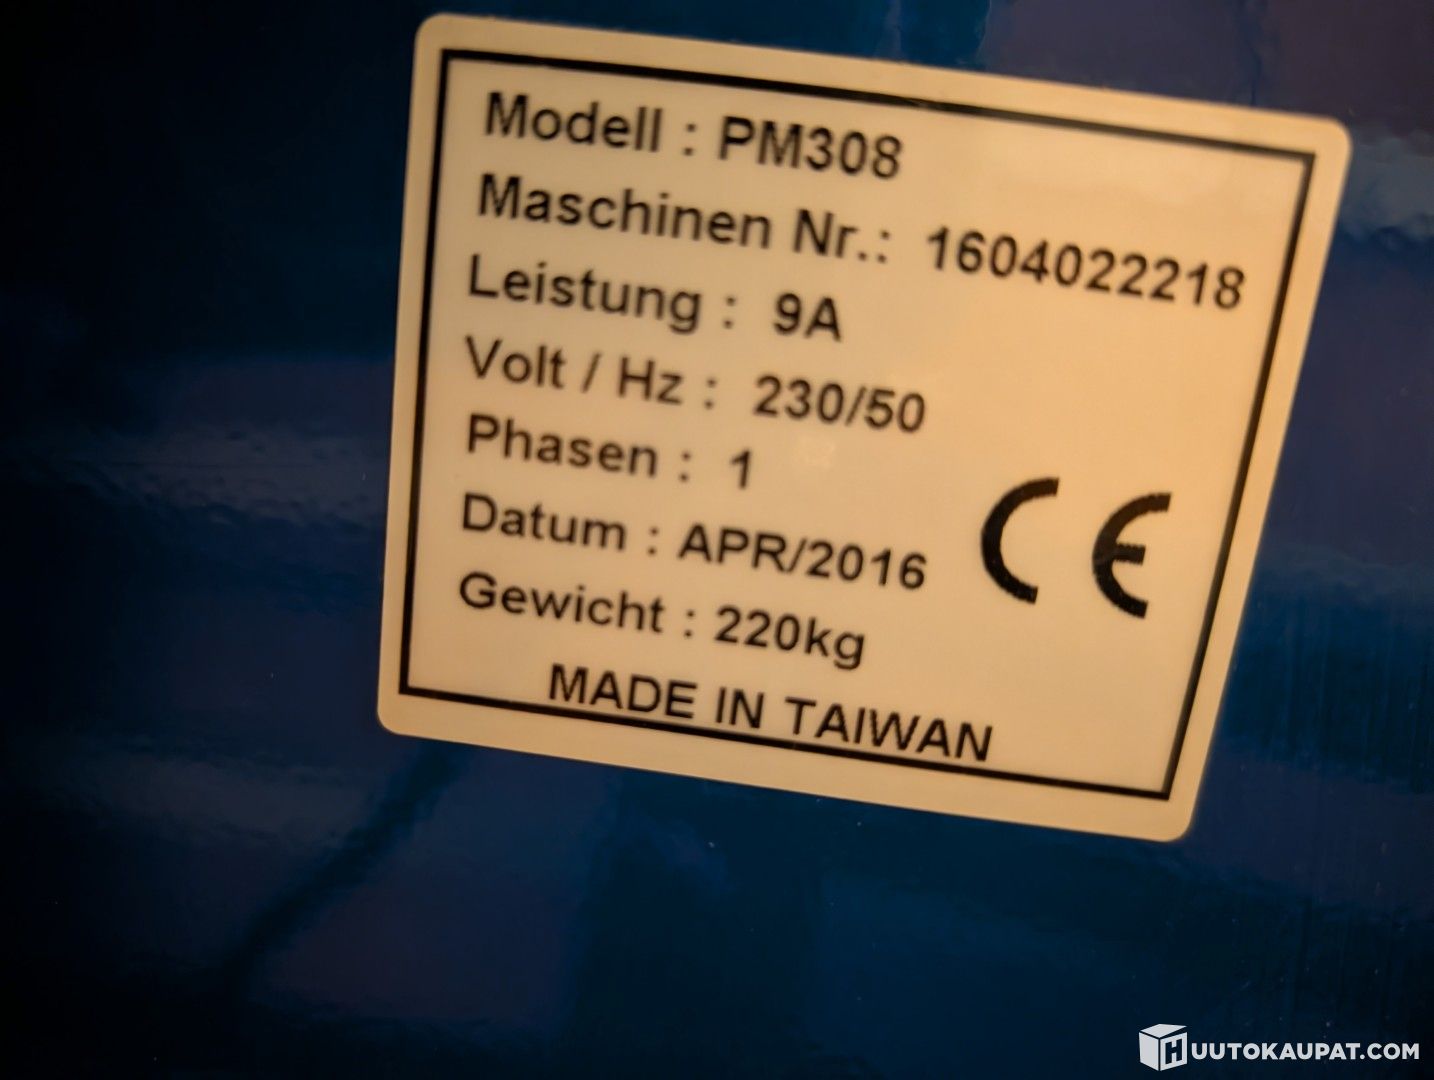 Modell : PM308
Maschinen Nr.: 1604022218
Leistung : 9A
Volt / Hz : 230/50
Phasen : 1
Datum : APR/2016
Gewicht : 220kg
CE
MADE IN TAIWAN
HUUTOKAUPAT.COM